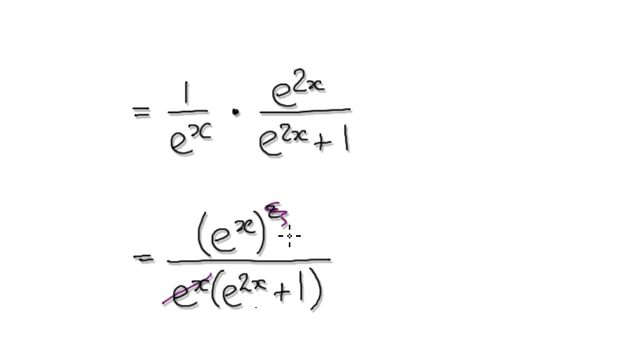 = 1/e^x · e^(2x)/(e^(2x) + 1)
= (e^x)^2/(e^x(e^(2x) + 1))